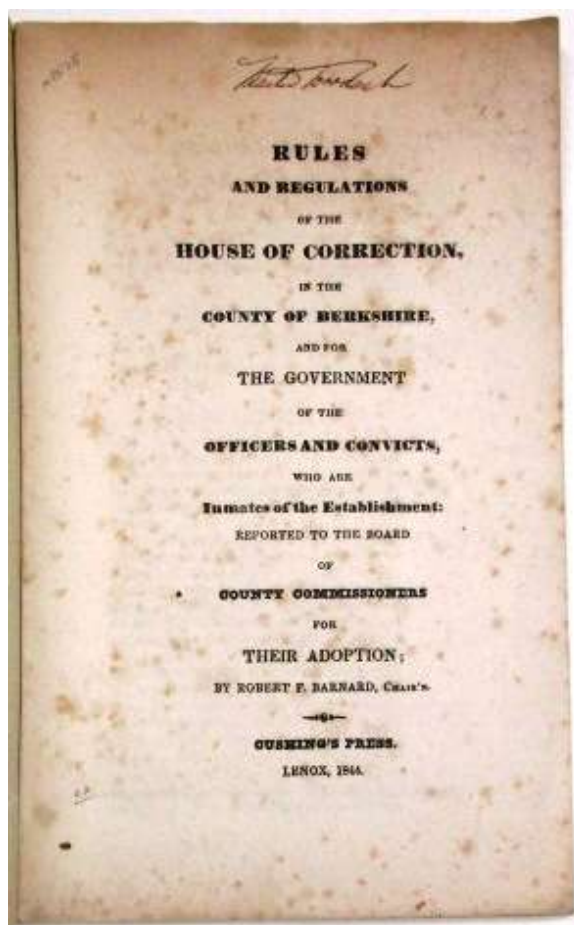 RULES
AND REGULATIONS
OF THE
HOUSE OF CORRECTION,
IN THE
COUNTY OF BERKSHIRE,
AND FOR
THE GOVERNMENT
OF THE
OFFICERS AND CONVICTS,
WHO ARE
Inmates of the Establishment:
REPORTED TO THE BOARD
OF
COUNTY COMMISSIONERS
FOR
THEIR ADOPTION;
BY ROBERT F. BARNARD, CHAIR'N.
CUSHING'S PRESS.
LENOX,